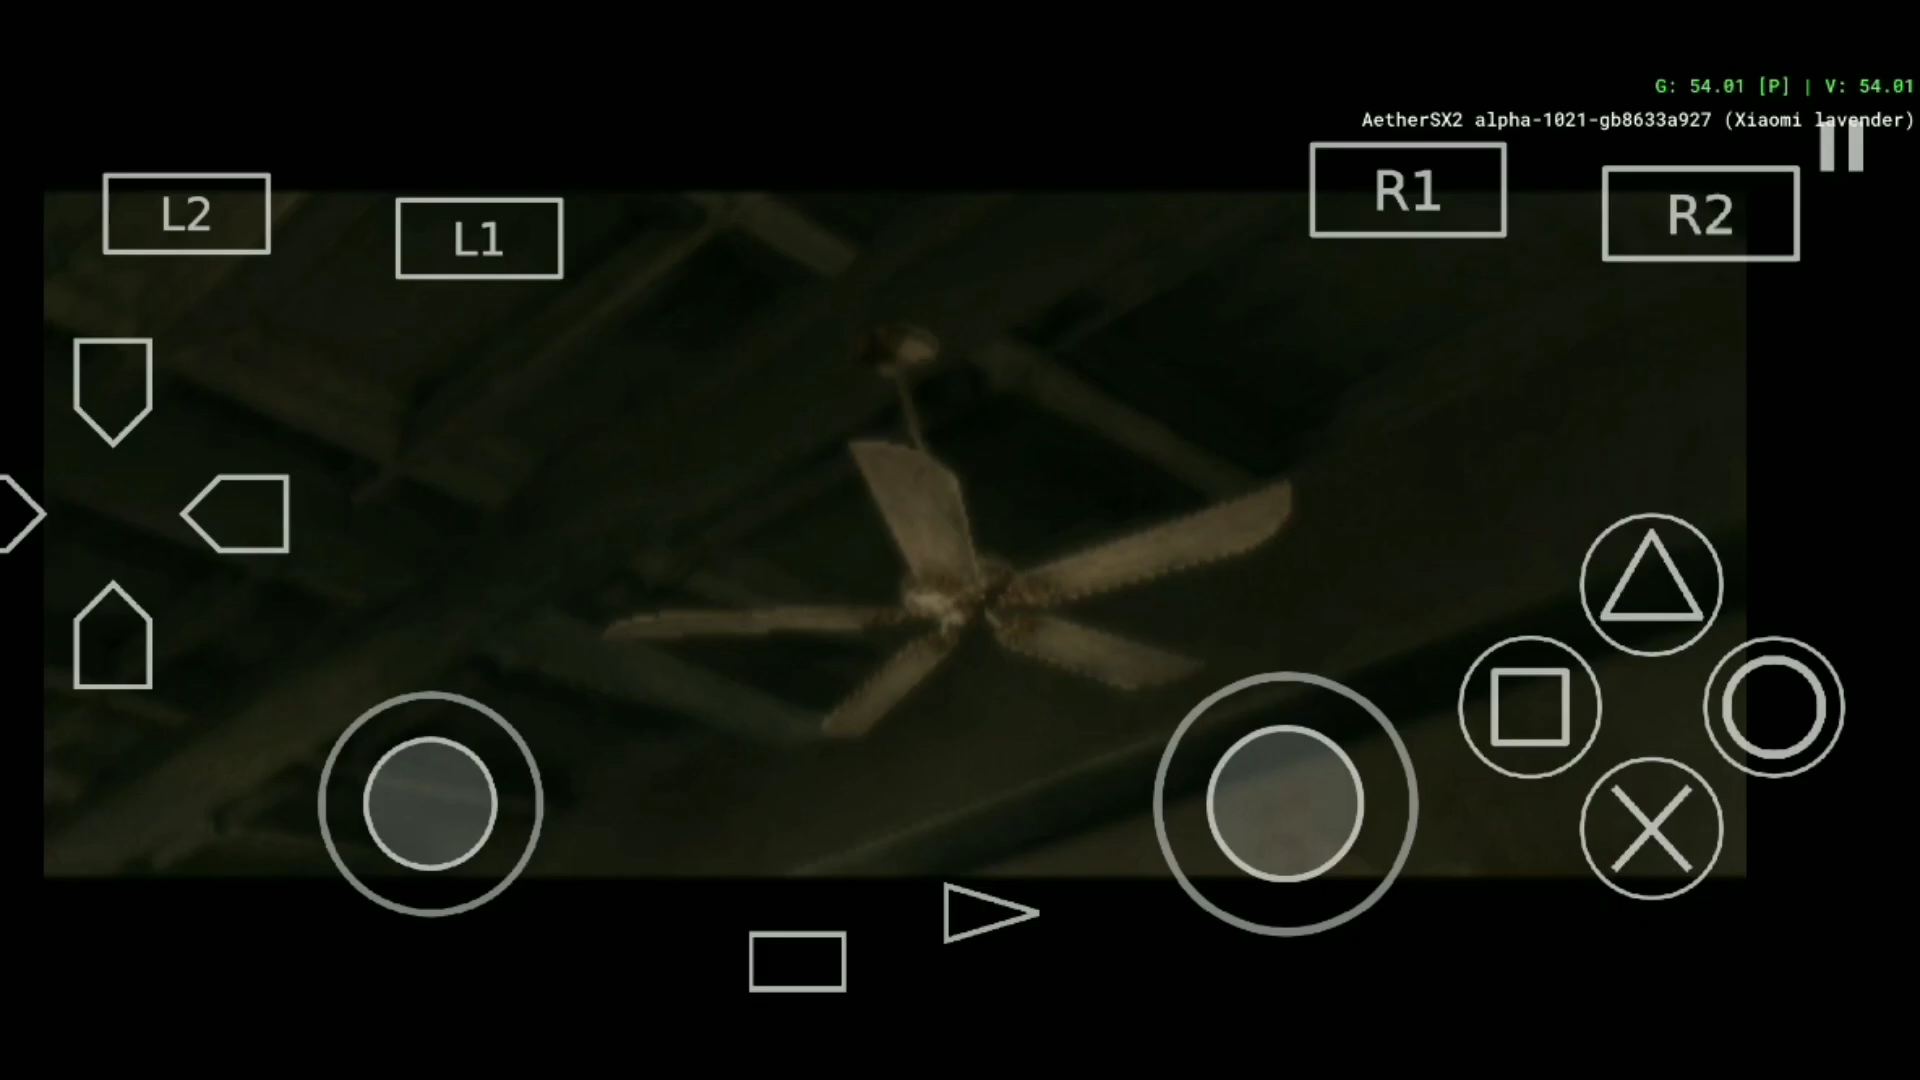 G: 54.01 [P] | V: 54.01
AetherSX2 alpha-1021-gb8633a927 (Xiaomi lavender)
L2
L1
R1
R2